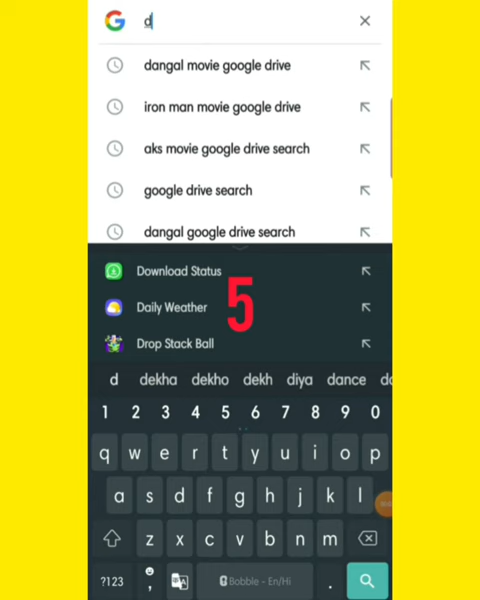 d
dangal movie google drive
iron man movie google drive
aks movie google drive search
google drive search
dangal google drive search
Download Status
5
Daily Weather
Drop Stack Ball
d dekha dekho dekh diya dance
1 2 3 4 5 6 7 8 9 0
q w e r t y u i o p
a s d f g h j k l
z x c v b n m
?123 , Bobble - En/Hi .